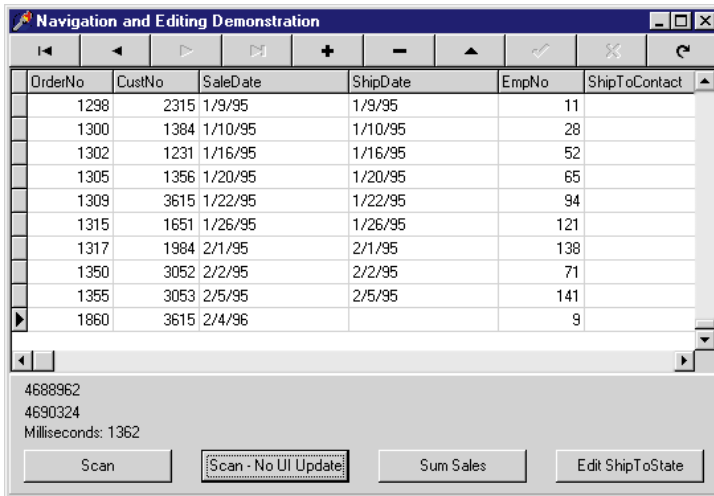 Navigation and Editing Demonstration
OrderNo CustNo SaleDate ShipDate EmpNo ShipToContact
1298 2315 1/9/95 1/9/95 11
1300 1384 1/10/95 1/10/95 28
1302 1231 1/16/95 1/16/95 52
1305 1356 1/20/95 1/20/95 65
1309 3615 1/22/95 1/22/95 94
1315 1651 1/26/95 1/26/95 121
1317 1984 2/1/95 2/1/95 138
1350 3052 2/2/95 2/2/95 71
1355 3053 2/5/95 2/5/95 141
1860 3615 2/4/96 9
4688962
4690324
Milliseconds: 1362
Scan Scan - No UI Update Sum Sales Edit ShipToState